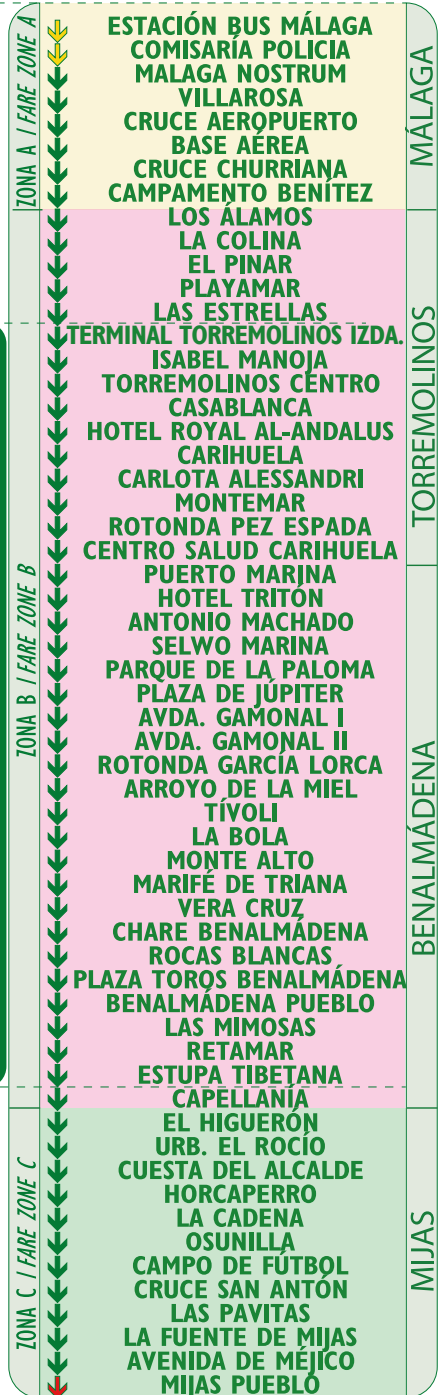 ZONA A / FARE ZONE A
ESTACIÓN BUS MÁLAGA
COMISARÍA POLICIA
MALAGA NOSTRUM
VILLAROSA
CRUCE AEROPUERTO
BASE AÉREA
CRUCE CHURRIANA
CAMPAMENTO BENÍTEZ
MÁLAGA
ZONA B / FARE ZONE B
LOS ÁLAMOS
LA COLINA
EL PINAR
PLAYAMAR
LAS ESTRELLAS
TERMINAL TORREMOLINOS IZDA.
ISABEL MANOJA
TORREMOLINOS CENTRO
CASABLANCA
HOTEL ROYAL AL-ANDALUS
CARIHUELA
CARLOTA ALESSANDRI
MONTEMAR
ROTONDA PEZ ESPADA
CENTRO SALUD CARIHUELA
TORREMOLINOS
PUERTO MARINA
HOTEL TRITÓN
ANTONIO MACHADO
SELWO MARINA
PARQUE DE LA PALOMA
PLAZA DE JÚPITER
AVDA. GAMONAL I
AVDA. GAMONAL II
ROTONDA GARCÍA LORCA
ARROYO DE LA MIEL
TÍVOLI
LA BOLA
MONTE ALTO
MARIFÉ DE TRIANA
VERA CRUZ
CHARE BENALMÁDENA
ROCAS BLANCAS
PLAZA TOROS BENALMÁDENA
BENALMÁDENA PUEBLO
LAS MIMOSAS
RETAMAR
ESTUPA TIBETANA
CAPELLANÍA
BENALMÁDENA
ZONA C / FARE ZONE C
EL HIGUERÓN
URB. EL ROCÍO
CUESTA DEL ALCALDE
HORCAPERRO
LA CADENA
OSUNILLA
CAMPO DE FÚTBOL
CRUCE SAN ANTÓN
LAS PAVITAS
LA FUENTE DE MIJAS
AVENIDA DE MÉJICO
MIJAS PUEBLO
MIJAS